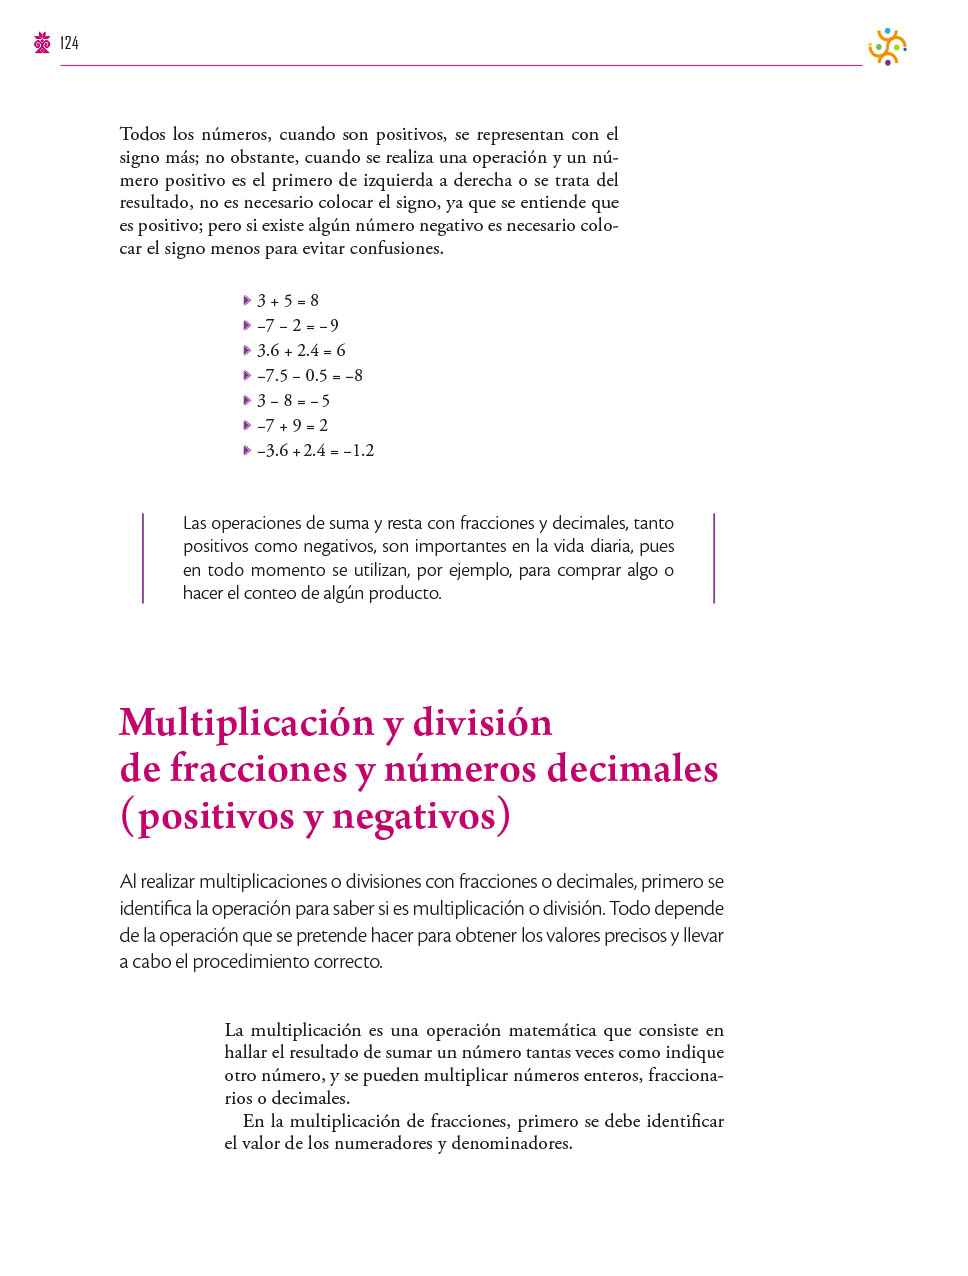 124
Todos los números, cuando son positivos, se representan con el
signo más; no obstante, cuando se realiza una operación y un nú-
mero positivo es el primero de izquierda a derecha o se trata del
resultado, no es necesario colocar el signo, ya que se entiende que
es positivo; pero si existe algún número negativo es necesario colo-
car el signo menos para evitar confusiones.
3 + 5 = 8
–7 – 2 = –9
3.6 + 2.4 = 6
–7.5 – 0.5 = –8
3 – 8 = –5
–7 + 9 = 2
–3.6 + 2.4 = –1.2
Las operaciones de suma y resta con fracciones y decimales, tanto
positivos como negativos, son importantes en la vida diaria, pues
en todo momento se utilizan, por ejemplo, para comprar algo o
hacer el conteo de algún producto.
Multiplicación y división
de fracciones y números decimales
(positivos y negativos)
Al realizar multiplicaciones o divisiones con fracciones o decimales, primero se
identifica la operación para saber si es multiplicación o división. Todo depende
de la operación que se pretende hacer para obtener los valores precisos y llevar
a cabo el procedimiento correcto.
La multiplicación es una operación matemática que consiste en
hallar el resultado de sumar un número tantas veces como indique
otro número, y se pueden multiplicar números enteros, fracciona-
rios o decimales.
En la multiplicación de fracciones, primero se debe identificar
el valor de los numeradores y denominadores.